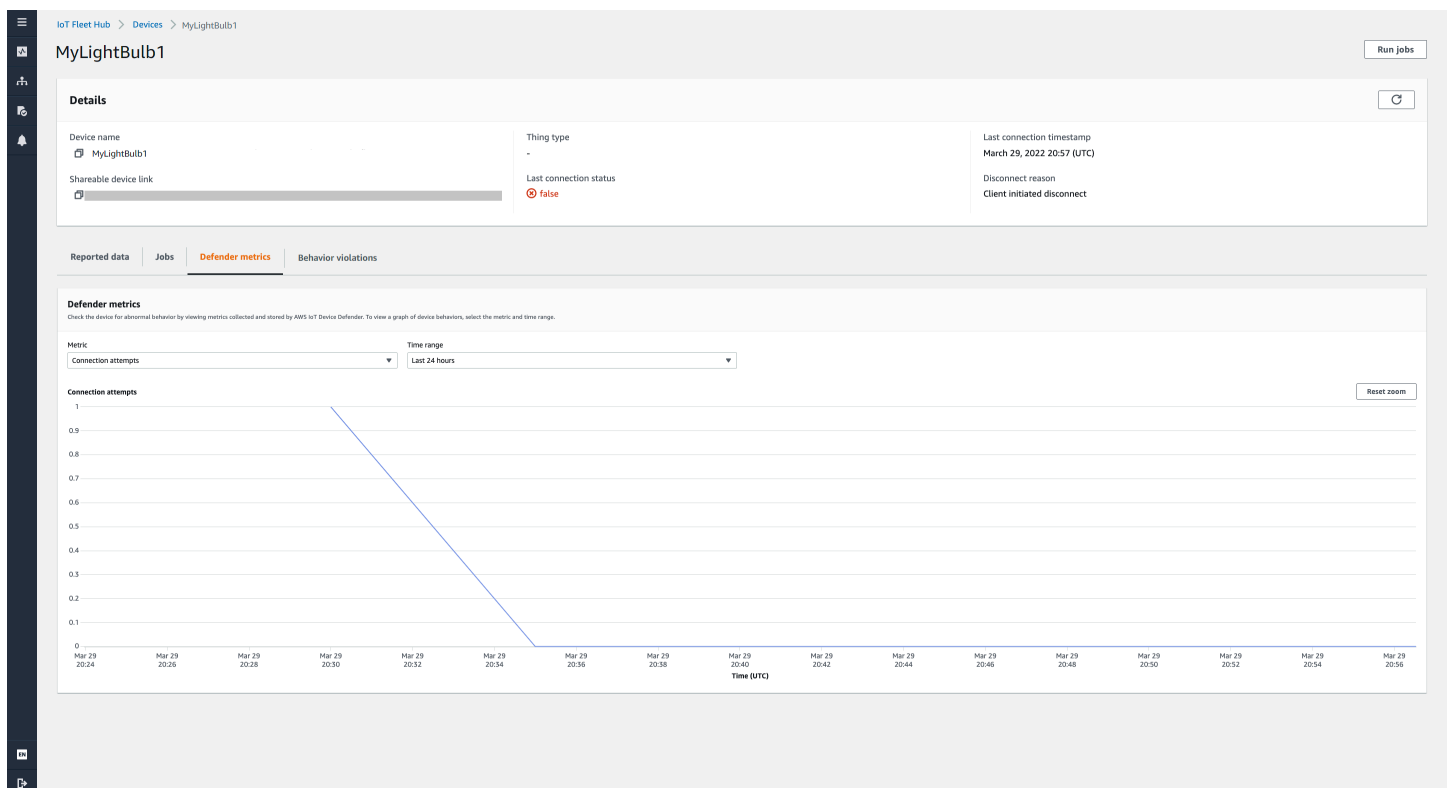 IoT Fleet Hub > Devices > MyLightBulb1
MyLightBulb1
Run jobs
Details
Device name
MyLightBulb1
Shareable device link
Thing type
-
Last connection status
false
Last connection timestamp
March 29, 2022 20:57 (UTC)
Disconnect reason
Client initiated disconnect
Reported data
Jobs
Defender metrics
Behavior violations
Defender metrics
Check the device for abnormal behavior by viewing metrics collected and stored by AWS IoT Device Defender. To view a graph of device behaviors, select the metric and time range.
Metric
Connection attempts
Time range
Last 24 hours
Connection attempts
Reset zoom
1
0.9
0.8
0.7
0.6
0.5
0.4
0.3
0.2
0.1
0
Mar 29 20:24
Mar 29 20:26
Mar 29 20:28
Mar 29 20:30
Mar 29 20:32
Mar 29 20:34
Mar 29 20:36
Mar 29 20:38
Mar 29 20:40
Mar 29 20:42
Mar 29 20:44
Mar 29 20:46
Mar 29 20:48
Mar 29 20:50
Mar 29 20:52
Mar 29 20:54
Mar 29 20:56
Time (UTC)
EN